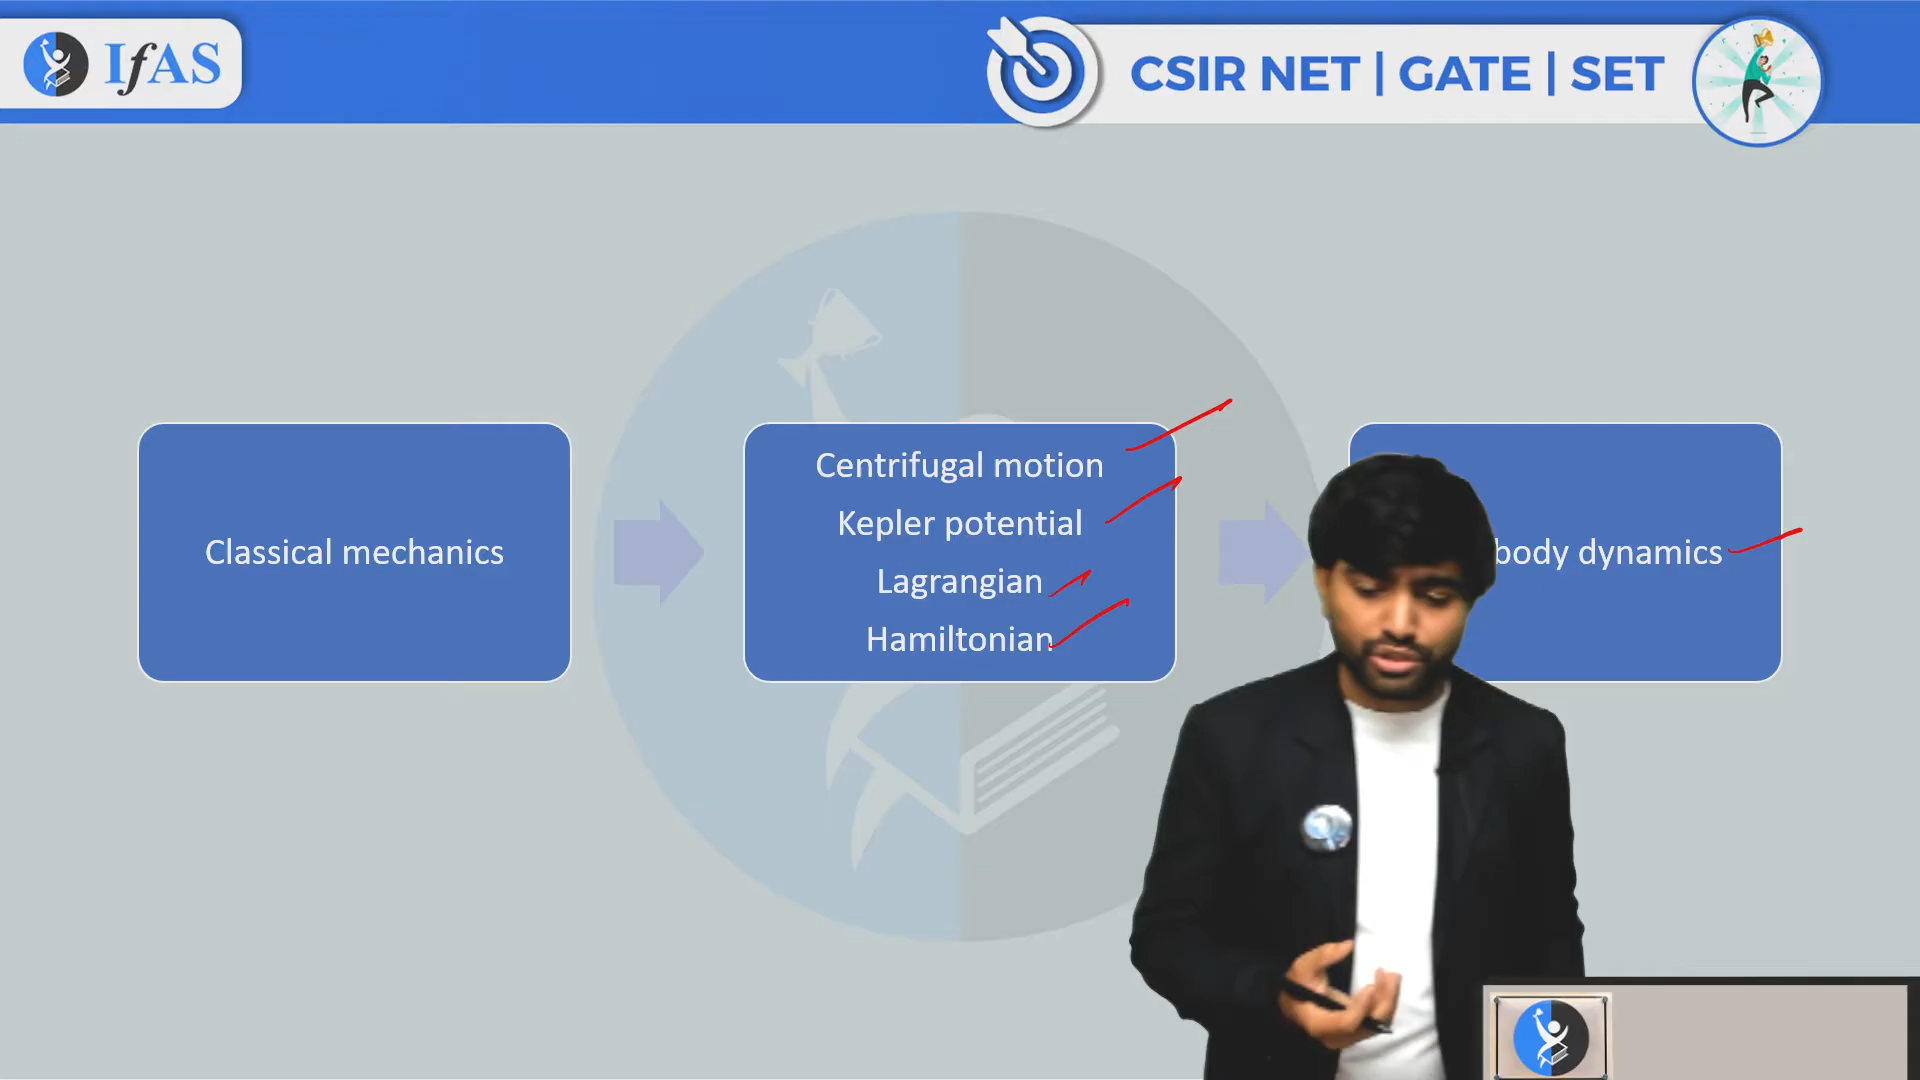 IfAS
CSIR NET | GATE | SET
Classical mechanics
Centrifugal motion
Kepler potential
Lagrangian
Hamiltonian
body dynamics